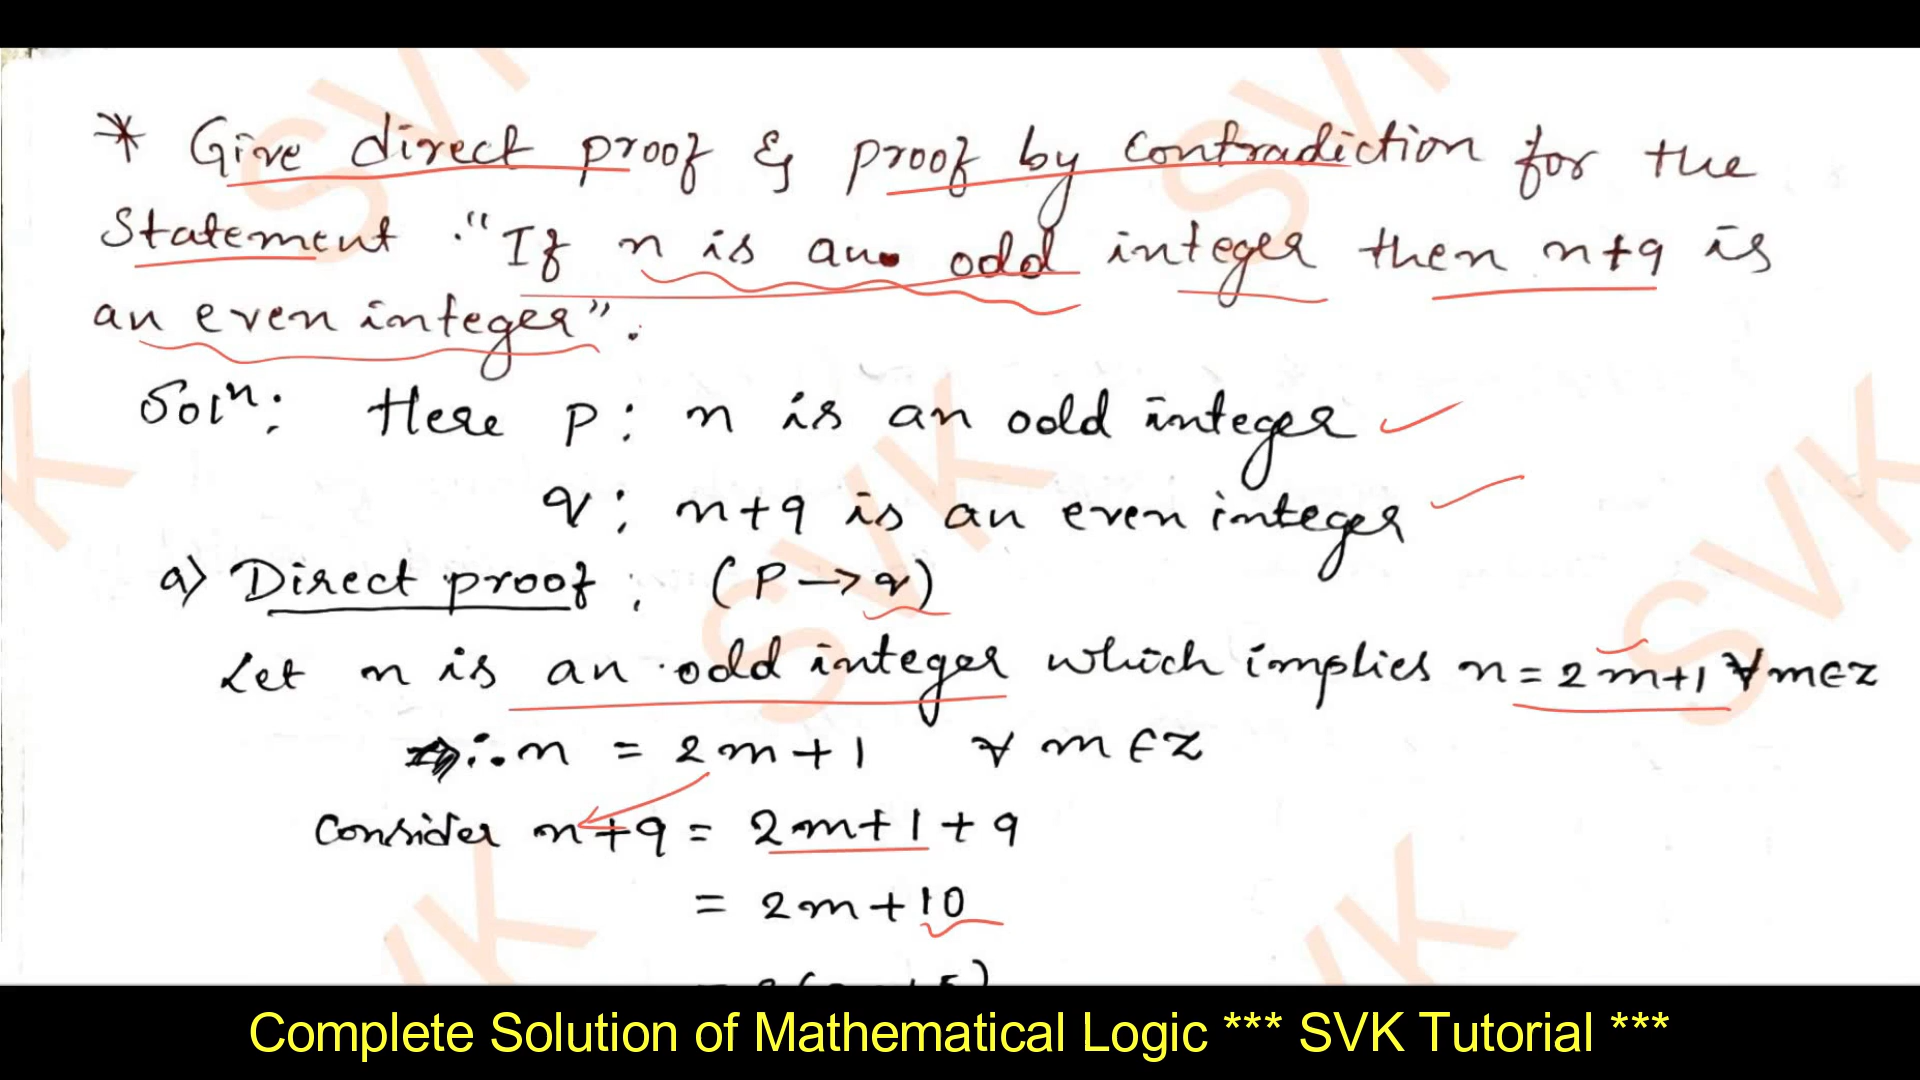 * Give direct proof & proof by contradiction for the
Statement "If n is an odd integer then n+9 is
an even integer".
Solⁿ: Here P: n is an odd integer
q: n+9 is an even integer
a) Direct proof: (P→q)
Let n is an odd integer which implies n=2m+1 ∀m∈z
∴ n = 2m+1 ∀ m∈z
Consider n+9 = 2m+1+9
= 2m+10
Complete Solution of Mathematical Logic *** SVK Tutorial ***
SVK